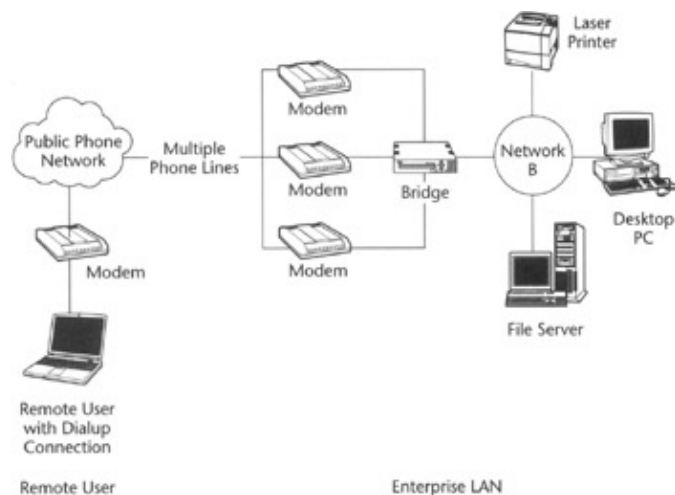 Laser
Printer
Modem
Public Phone
Network
Multiple
Phone Lines
Modem
Bridge
Network
B
Desktop
PC
Modem
Modem
File Server
Remote User
with Dialup
Connection
Remote User
Enterprise LAN